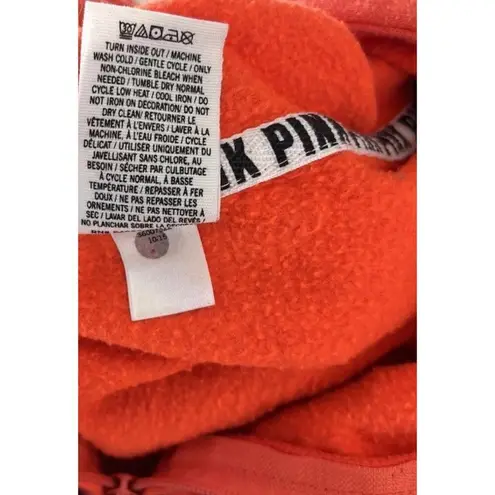 TURN INSIDE OUT / MACHINE
WASH COLD / GENTLE CYCLE / ONLY
NON-CHLORINE BLEACH WHEN
NEEDED / TUMBLE DRY NORMAL
CYCLE LOW HEAT / COOL IRON / DO
NOT IRON ON DECORATION/ DO NOT
DRY CLEAN/ RETOURNER LE
VÊTEMENT À L'ENVERS / LAVER À LA
MACHINE, À L'EAU FROIDE / CYCLE
DÉLICAT / UTILISER UNIQUEMENT DU
JAVELLISANT SANS CHLORE, AU
BESOIN / SÉCHER PAR CULBUTAGE
À CYCLE NORMAL, À BASSE
TEMPÉRATURE / REPASSER À FER
DOUX / NE PAS REPASSER LES
ORNEMENTS / NE PAS NETTOYER À
SEC / LAVAR DEL LADO DEL REVÉS/
NO PLANCHAR SOBRE LA
NK PINK PINK
10/15